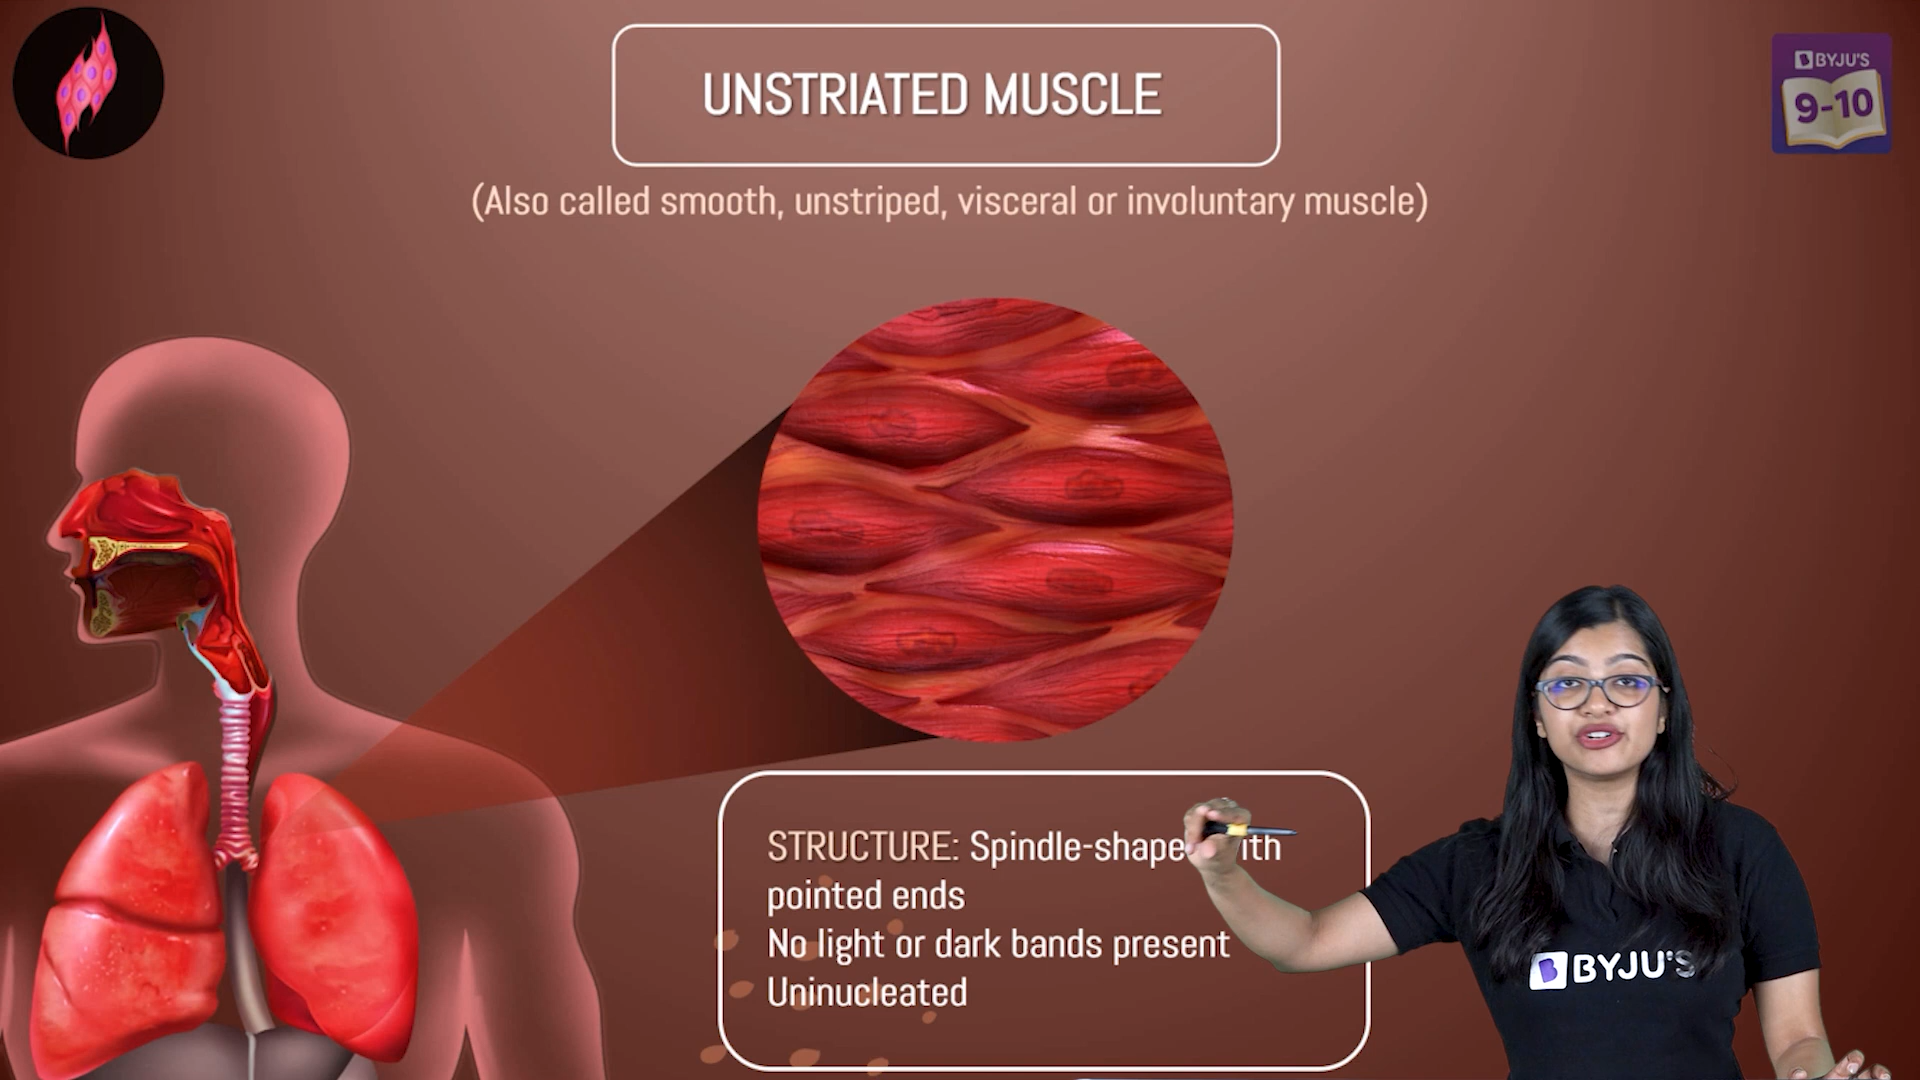 UNSTRIATED MUSCLE
BYJU'S
9-10
(Also called smooth, unstriped, visceral or involuntary muscle)
STRUCTURE: Spindle-shape ith
pointed ends
No light or dark bands present
Uninucleated
BYJU'S